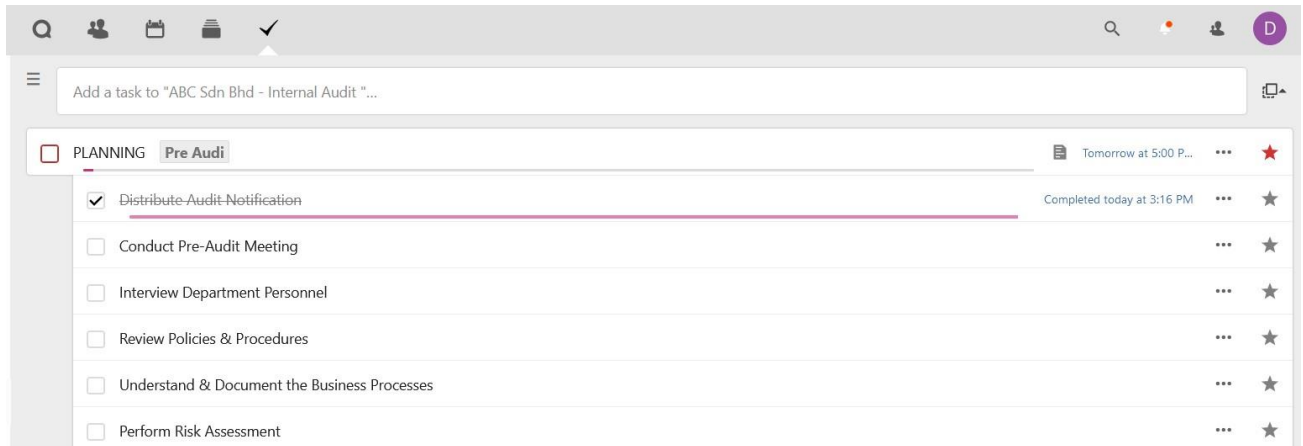 D
Add a task to "ABC Sdn Bhd - Internal Audit "...
PLANNING Pre Audi Tomorrow at 5:00 P...
Distribute Audit Notification Completed today at 3:16 PM
Conduct Pre-Audit Meeting
Interview Department Personnel
Review Policies & Procedures
Understand & Document the Business Processes
Perform Risk Assessment